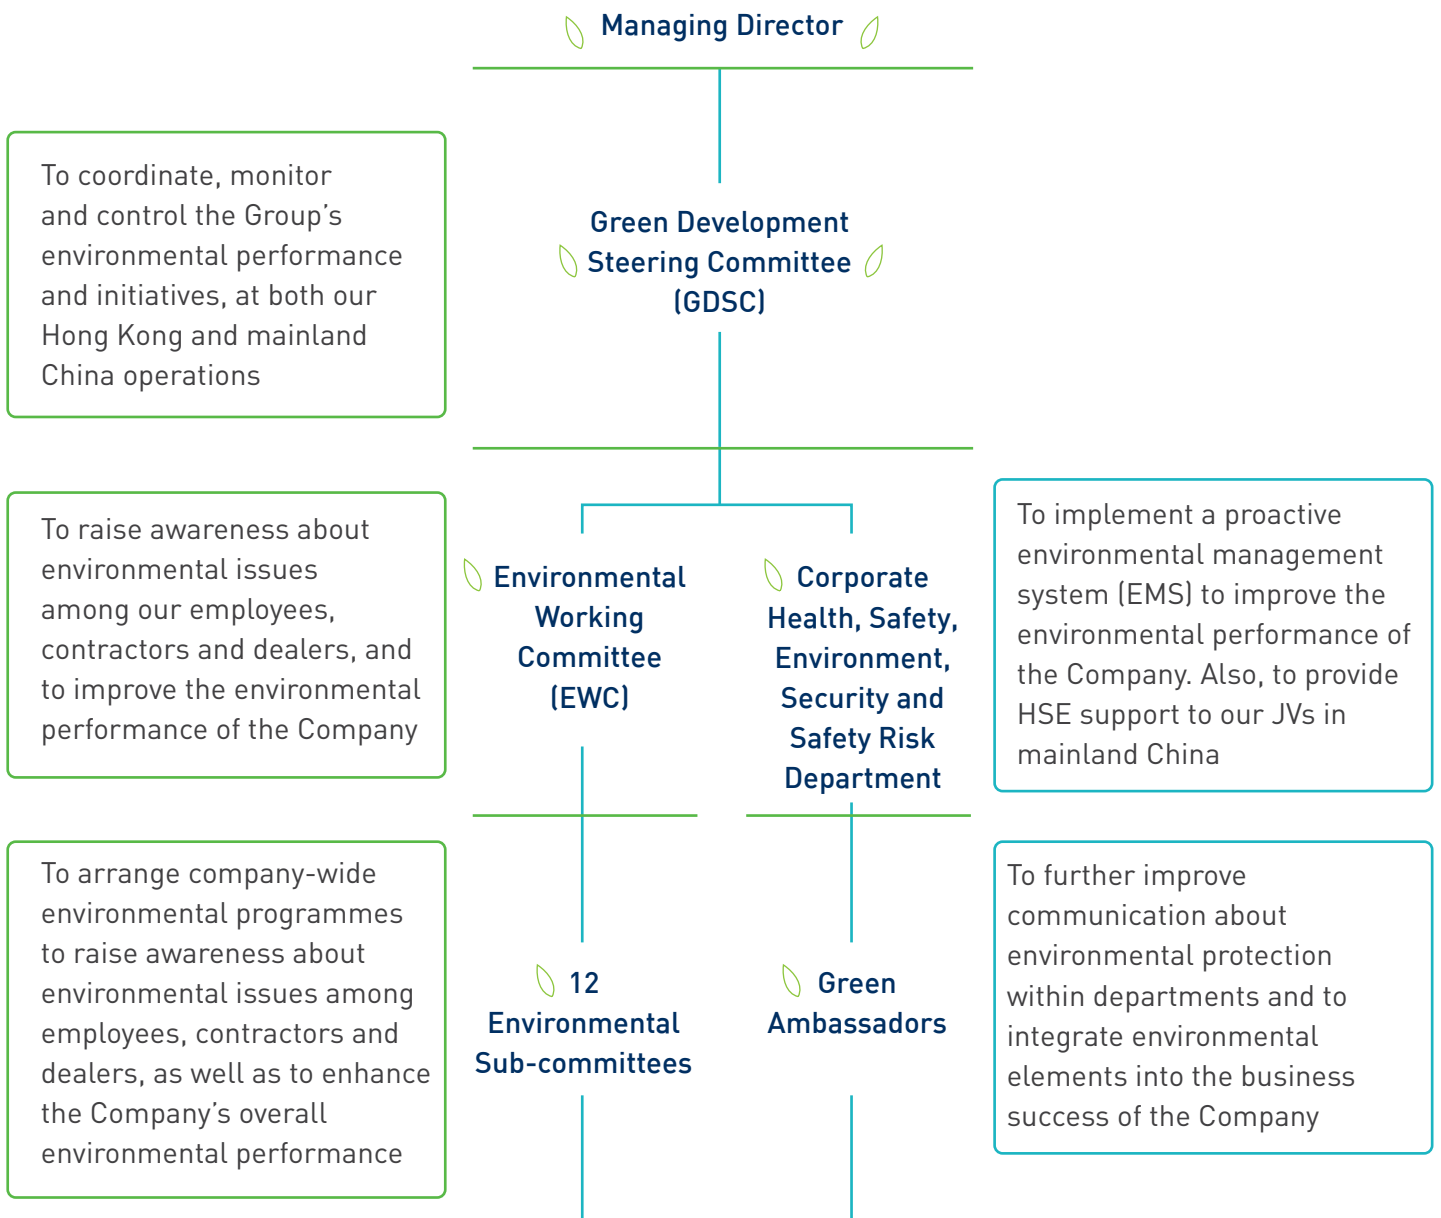 Managing Director
To coordinate, monitor
and control the Group's
environmental performance
and initiatives, at both our
Hong Kong and mainland
China operations
Green Development
Steering Committee
(GDSC)
To raise awareness about
environmental issues
among our employees,
contractors and dealers, and
to improve the environmental
performance of the Company
Environmental
Working
Committee
(EWC)
Corporate
Health, Safety,
Environment,
Security and
Safety Risk
Department
To implement a proactive
environmental management
system (EMS) to improve the
environmental performance of
the Company. Also, to provide
HSE support to our JVs in
mainland China
To arrange company-wide
environmental programmes
to raise awareness about
environmental issues among
employees, contractors and
dealers, as well as to enhance
the Company's overall
environmental performance
12
Environmental
Sub-committees
Green
Ambassadors
To further improve
communication about
environmental protection
within departments and to
integrate environmental
elements into the business
success of the Company